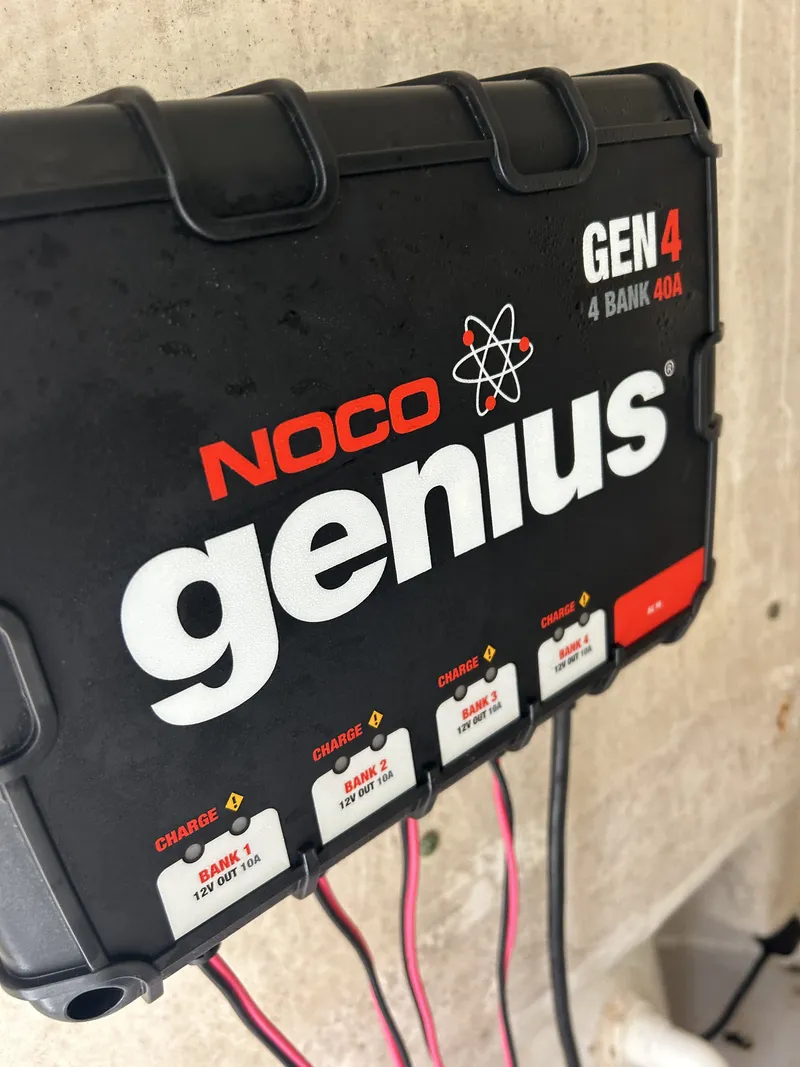 GEN4
4 BANK 40A
NOCO
genius®
CHARGE
BANK 1
12V OUT 10A
CHARGE
BANK 2
12V OUT 10A
CHARGE
BANK 3
12V OUT 10A
CHARGE
BANK 4
12V OUT 10A